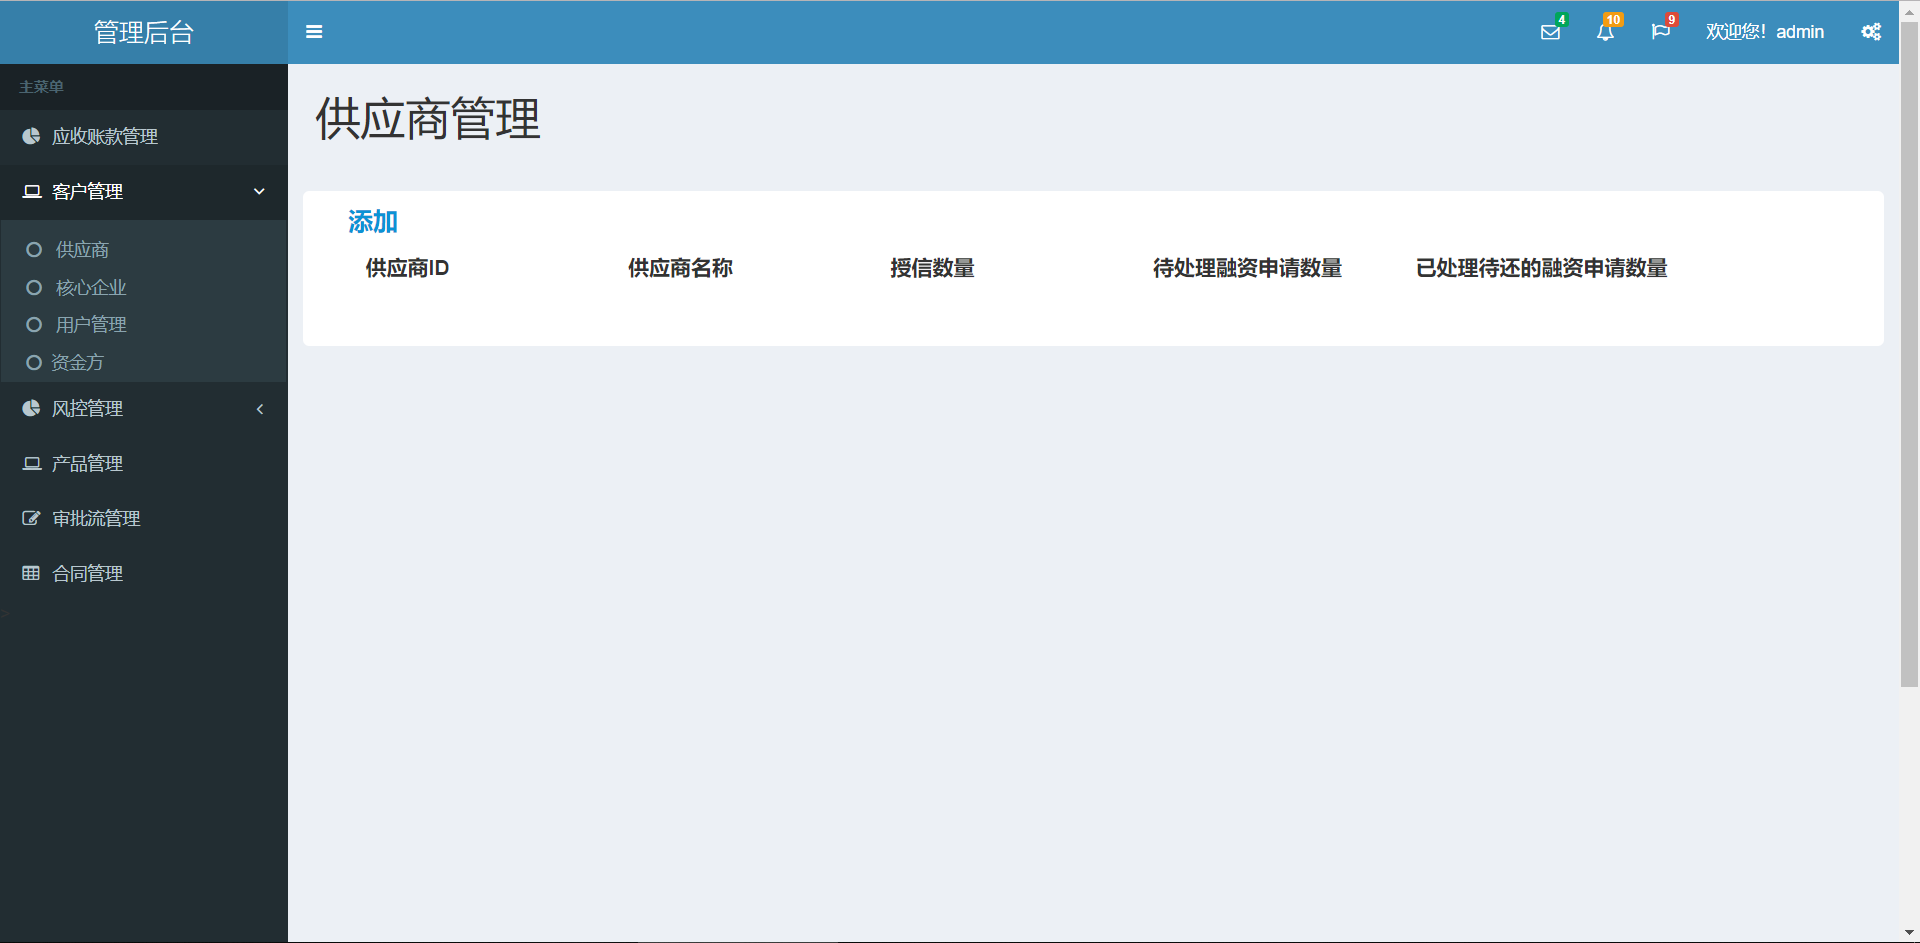 管理后台
4
10
9
欢迎您！admin
主菜单
应收账款管理
客户管理
供应商
核心企业
用户管理
资金方
风控管理
产品管理
审批流管理
合同管理
>
供应商管理
添加
供应商ID 供应商名称 授信数量 待处理融资申请数量 已处理待还的融资申请数量